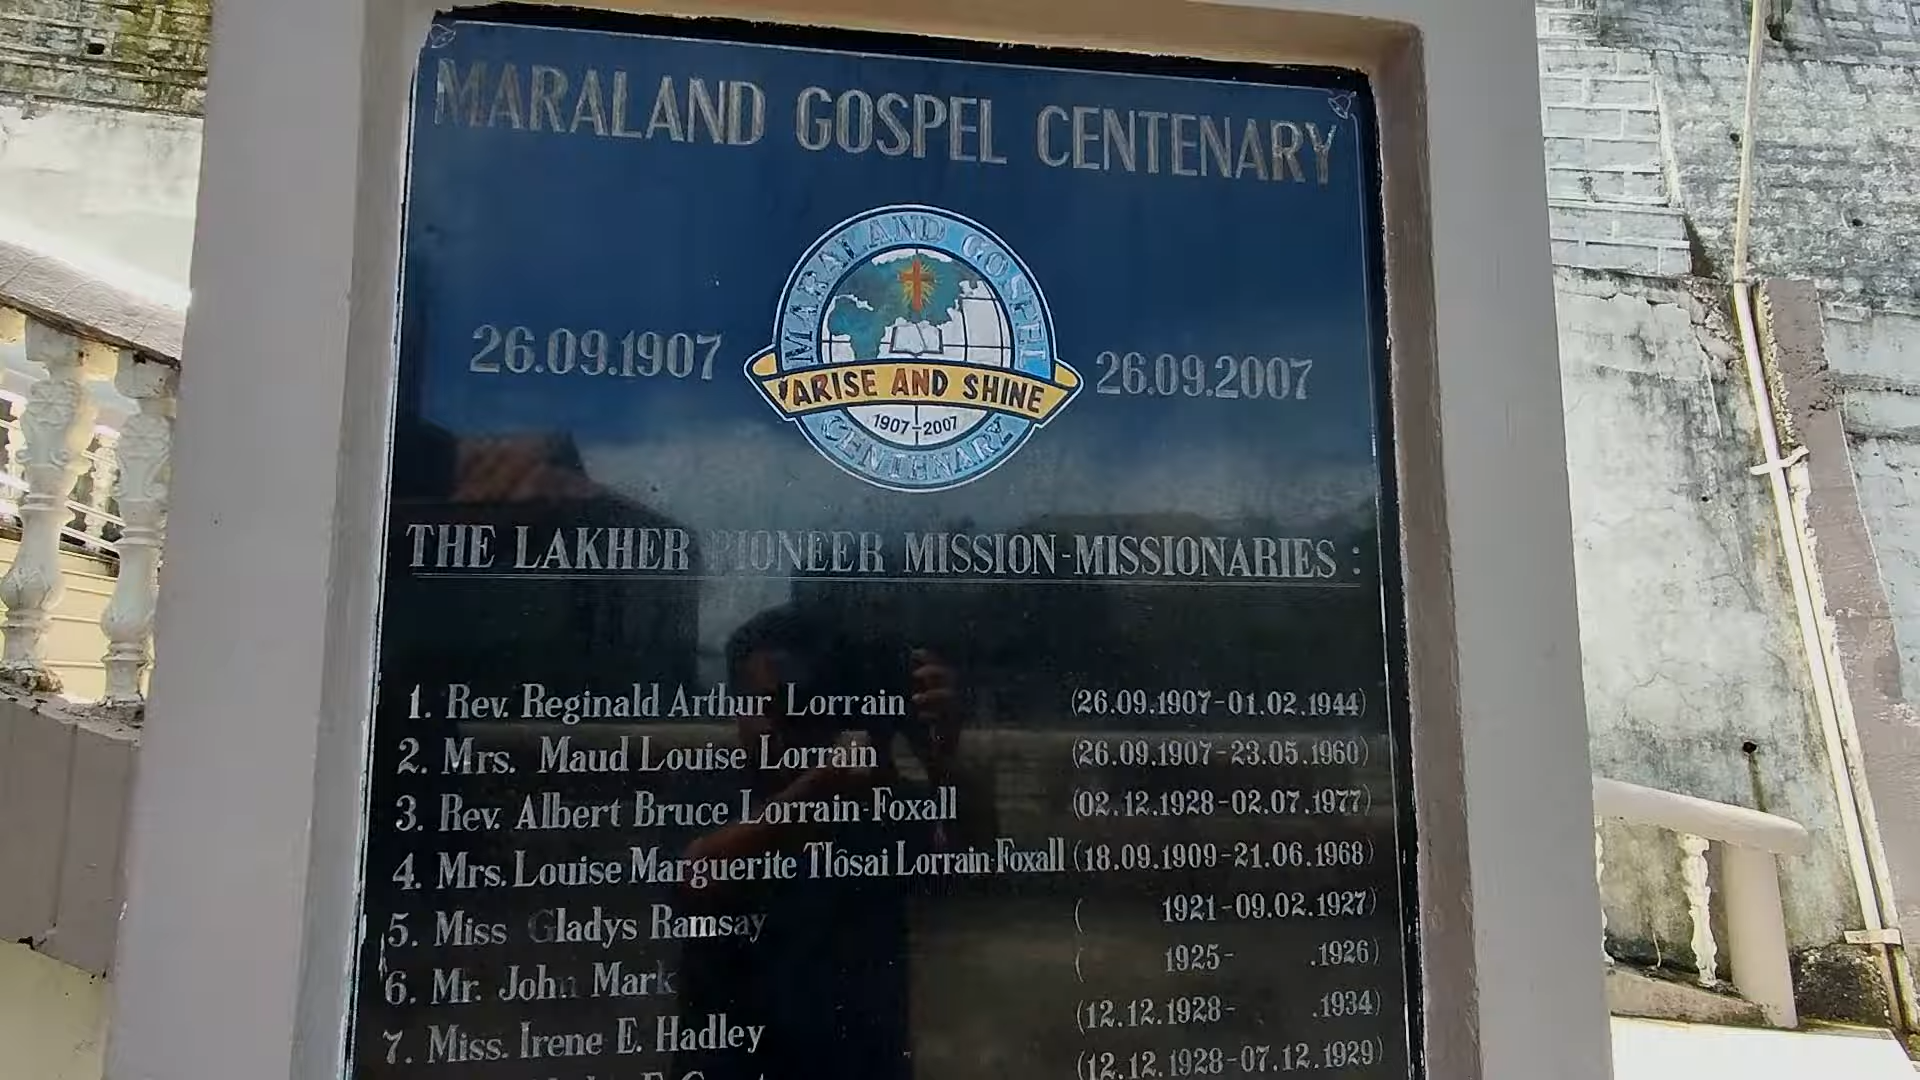 MARALAND GOSPEL CENTENARY
MARALAND GOSPEL
26.09.1907
ARISE AND SHINE
26.09.2007
1907-2007
CENTENARY
THE LAKHER PIONEER MISSION-MISSIONARIES :
1. Rev. Reginald Arthur Lorrain (26.09.1907-01.02.1944)
2. Mrs. Maud Louise Lorrain (26.09.1907-23.05.1960)
3. Rev. Albert Bruce Lorrain-Foxall (02.12.1928-02.07.1977)
4. Mrs. Louise Marguerite Tlôsai Lorrain-Foxall (18.09.1909-21.06.1968)
5. Miss Gladys Ramsay ( 1921-09.02.1927)
6. Mr. John Mark ( 1925- .1926)
7. Miss. Irene E. Hadley (12.12.1928- .1934)
(12.12.1928-07.12.1929)